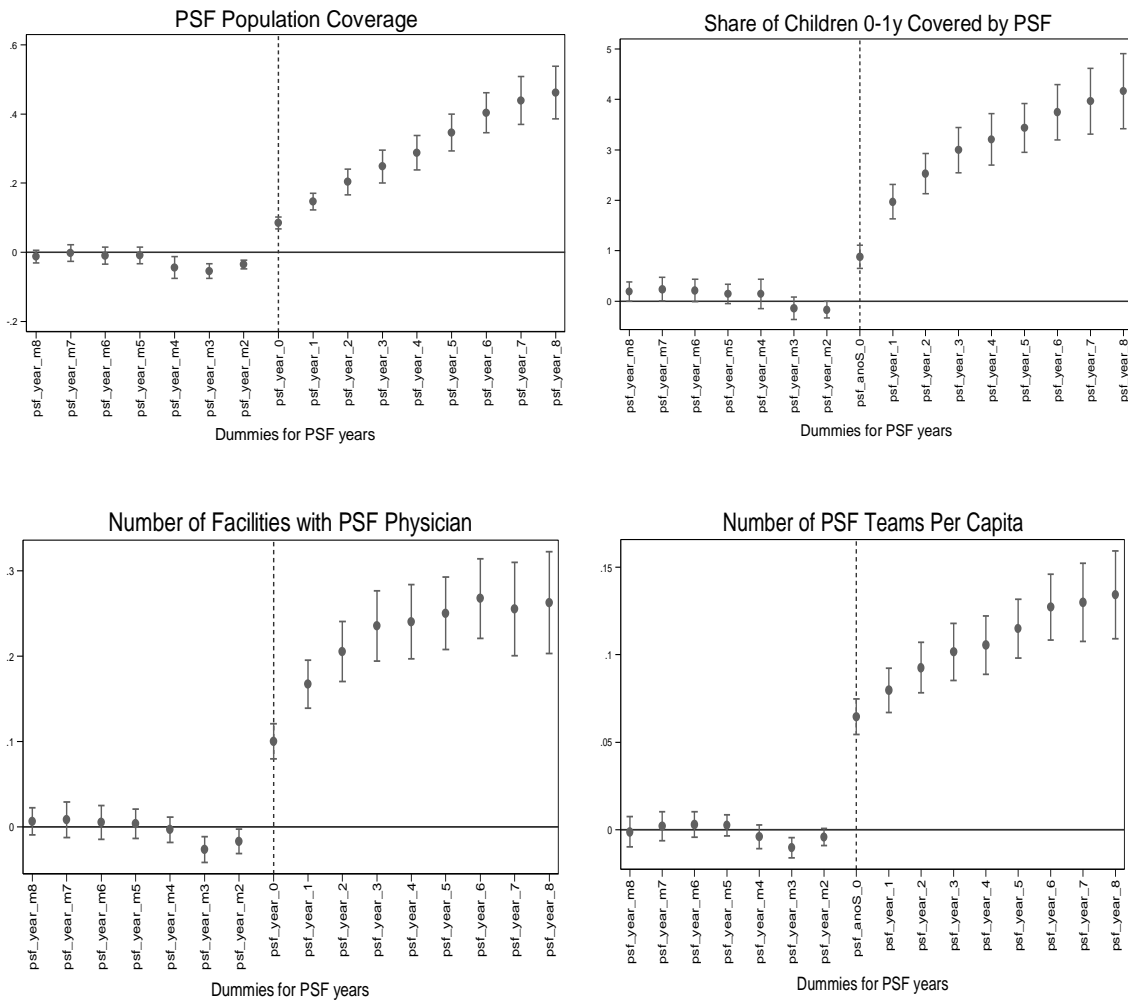 PSF Population Coverage
.6
.4
.2
0
-.2
psf_year_m8
psf_year_m7
psf_year_m6
psf_year_m5
psf_year_m4
psf_year_m3
psf_year_m2
psf_year_0
psf_year_1
psf_year_2
psf_year_3
psf_year_4
psf_year_5
psf_year_6
psf_year_7
psf_year_8
Dummies for PSF years
Share of Children 0-1y Covered by PSF
5
4
3
2
1
0
psf_year_m8
psf_year_m7
psf_year_m6
psf_year_m5
psf_year_m4
psf_year_m3
psf_year_m2
psf_anoS_0
psf_year_1
psf_year_2
psf_year_3
psf_year_4
psf_year_5
psf_year_6
psf_year_7
psf_year_8
Dummies for PSF years
Number of Facilities with PSF Physician
.3
.2
.1
0
psf_year_m8
psf_year_m7
psf_year_m6
psf_year_m5
psf_year_m4
psf_year_m3
psf_year_m2
psf_year_0
psf_year_1
psf_year_2
psf_year_3
psf_year_4
psf_year_5
psf_year_6
psf_year_7
psf_year_8
Dummies for PSF years
Number of PSF Teams Per Capita
.15
.1
.05
0
psf_year_m8
psf_year_m7
psf_year_m6
psf_year_m5
psf_year_m4
psf_year_m3
psf_year_m2
psf_anoS_0
psf_year_1
psf_year_2
psf_year_3
psf_year_4
psf_year_5
psf_year_6
psf_year_7
psf_year_8
Dummies for PSF years